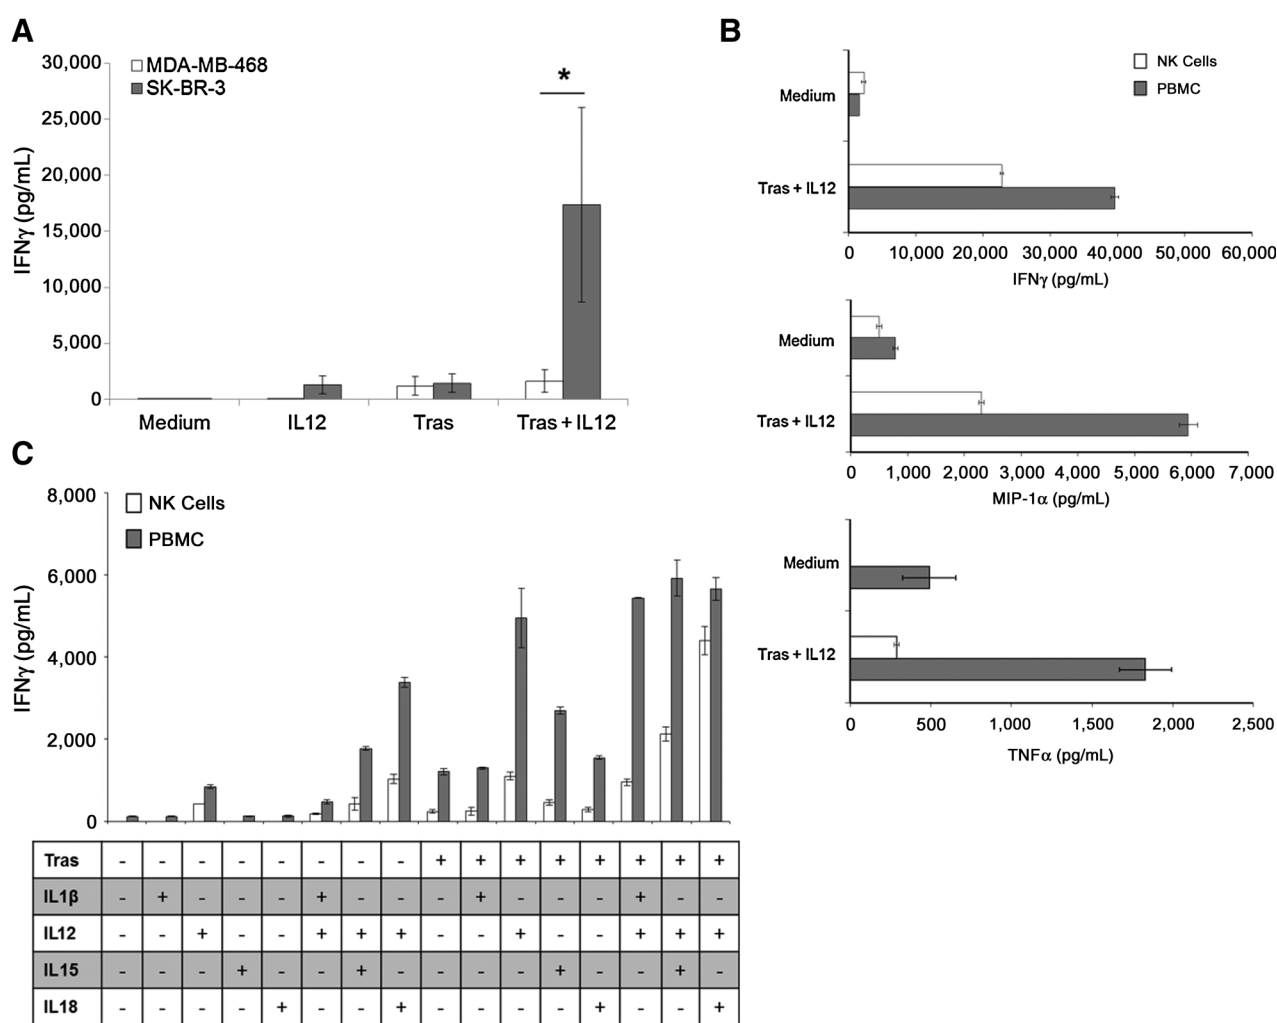 A
30,000
25,000
20,000
15,000
10,000
5,000
0
IFNγ (pg/mL)
MDA-MB-468
SK-BR-3
*
Medium IL12 Tras Tras + IL12
B
NK Cells
PBMC
Medium
Tras + IL12
0 10,000 20,000 30,000 40,000 50,000 60,000
IFNγ (pg/mL)
Medium
Tras + IL12
0 1,000 2,000 3,000 4,000 5,000 6,000 7,000
MIP-1α (pg/mL)
Medium
Tras + IL12
0 500 1,000 1,500 2,000 2,500
TNFα (pg/mL)
C
8,000
6,000
4,000
2,000
0
IFNγ (pg/mL)
NK Cells
PBMC
Tras - - - - - - - - + + + + + + + +
IL1β - + - - - + - - - + - - - + - -
IL12 - - + - - + + + - - + - - + + +
IL15 - - - + - - + - - - - + - - + -
IL18 - - - - + - - + - - - - + - - +